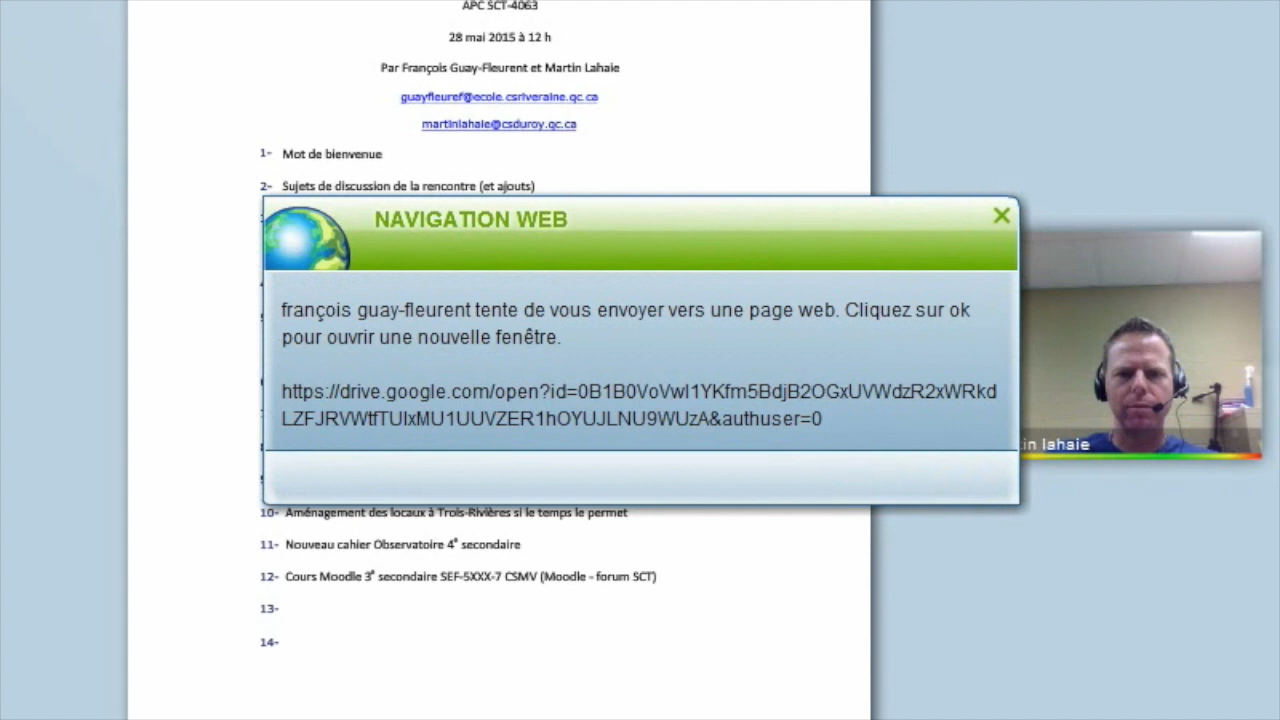 APC SCT-4063
28 mai 2015 à 12 h
Par François Guay-Fleurent et Martin Lahaie
guayfleuref@ecole.csriveraine.qc.ca
martinlahaie@csduroy.qc.ca
1- Mot de bienvenue
2- Sujets de discussion de la rencontre (et ajouts)
NAVIGATION WEB
françois guay-fleurent tente de vous envoyer vers une page web. Cliquez sur ok
pour ouvrir une nouvelle fenêtre.
https://drive.google.com/open?id=0B1B0VoVwl1YKfm5BdjB2OGxUVWdzR2xWRkd
LZFJRVWtfTUIxMU1UUVZER1hOYUJLNU9WUzA&authuser=0
in lahaie
10- Aménagement des locaux à Trois-Rivières si le temps le permet
11- Nouveau cahier Observatoire 4e secondaire
12- Cours Moodle 3e secondaire SEF-5XXX-7 CSMV (Moodle - forum SCT)
13-
14-